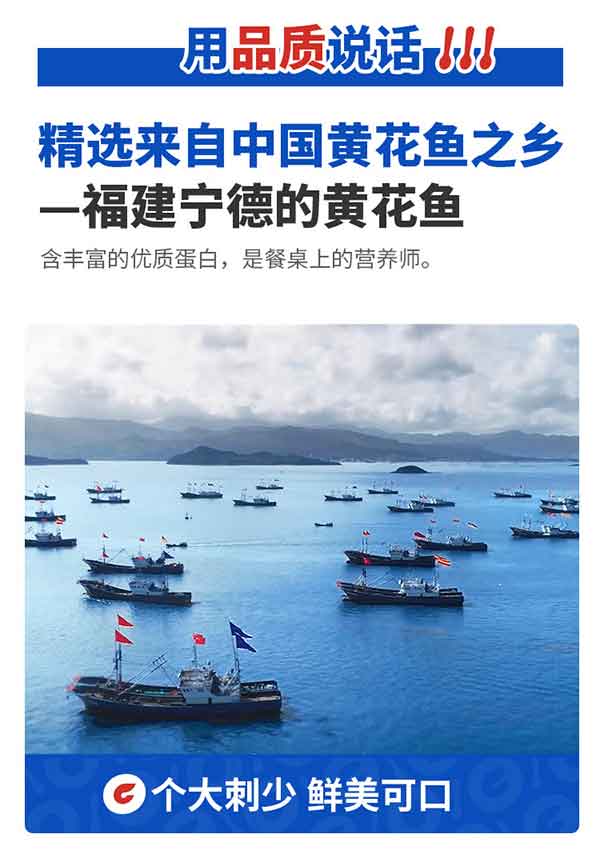 用品质说话!!!
精选来自中国黄花鱼之乡
—福建宁德的黄花鱼
含丰富的优质蛋白，是餐桌上的营养师。
个大刺少 鲜美可口